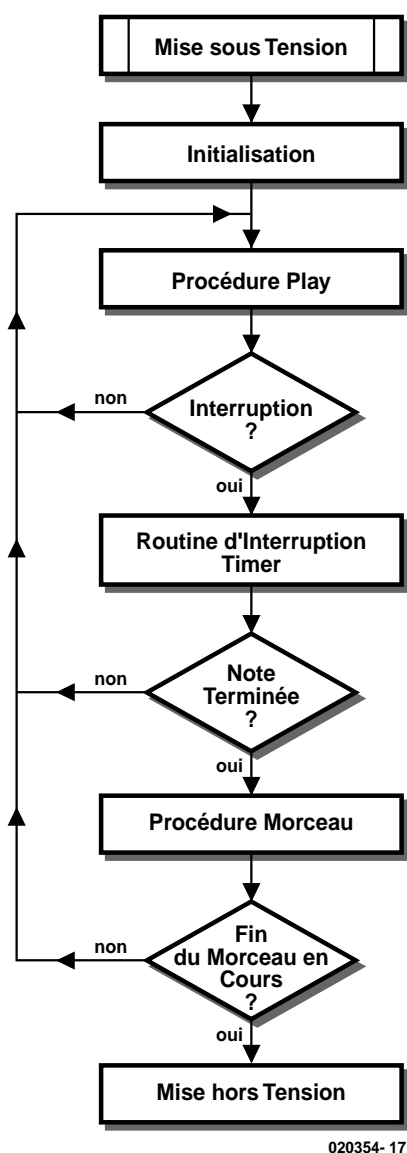 Mise sous Tension
Initialisation
Procédure Play
Interruption
?
non
oui
Routine d'Interruption
Timer
Note
Terminée
?
non
oui
Procédure Morceau
Fin
du Morceau en
Cours
?
non
oui
Mise hors Tension
020354- 17